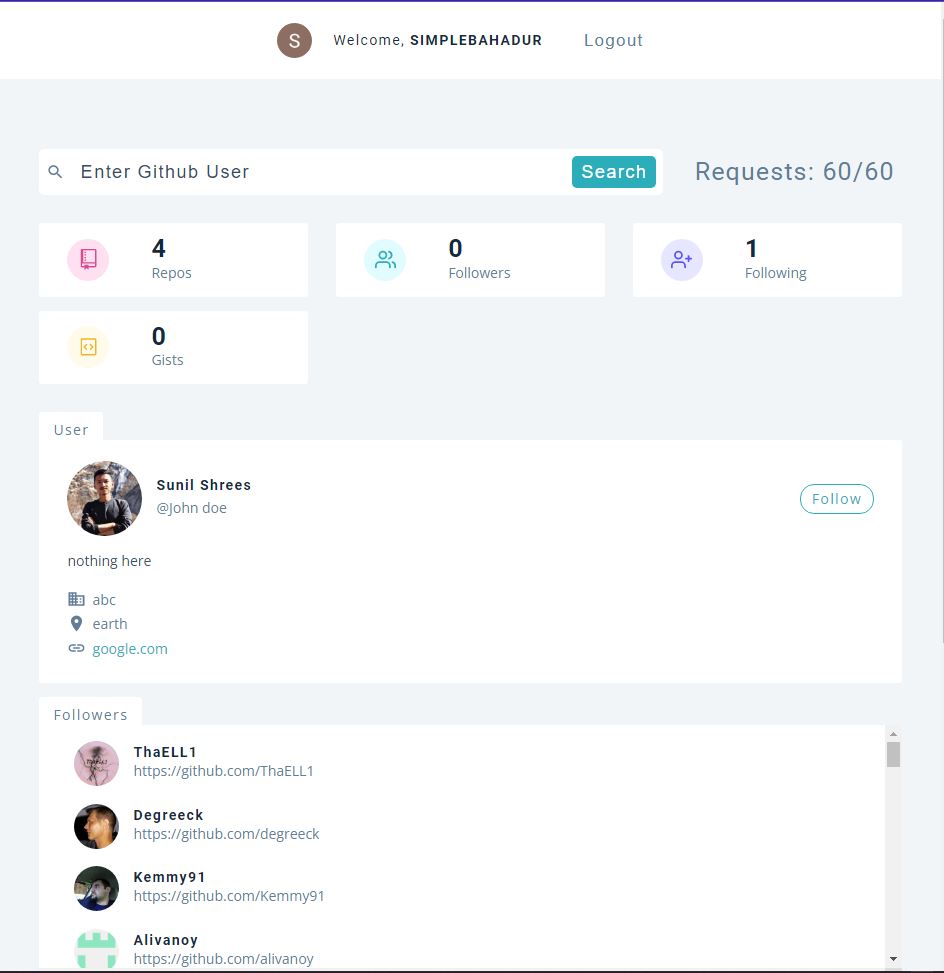 S
Welcome, SIMPLEBAHADUR
Logout
Enter Github User
Search
Requests: 60/60
4
Repos
0
Followers
1
Following
0
Gists
User
Sunil Shrees
@John doe
Follow
nothing here
abc
earth
google.com
Followers
ThaELL1
https://github.com/ThaELL1
Degreeck
https://github.com/degreeck
Kemmy91
https://github.com/Kemmy91
Alivanoy
https://github.com/alivanoy